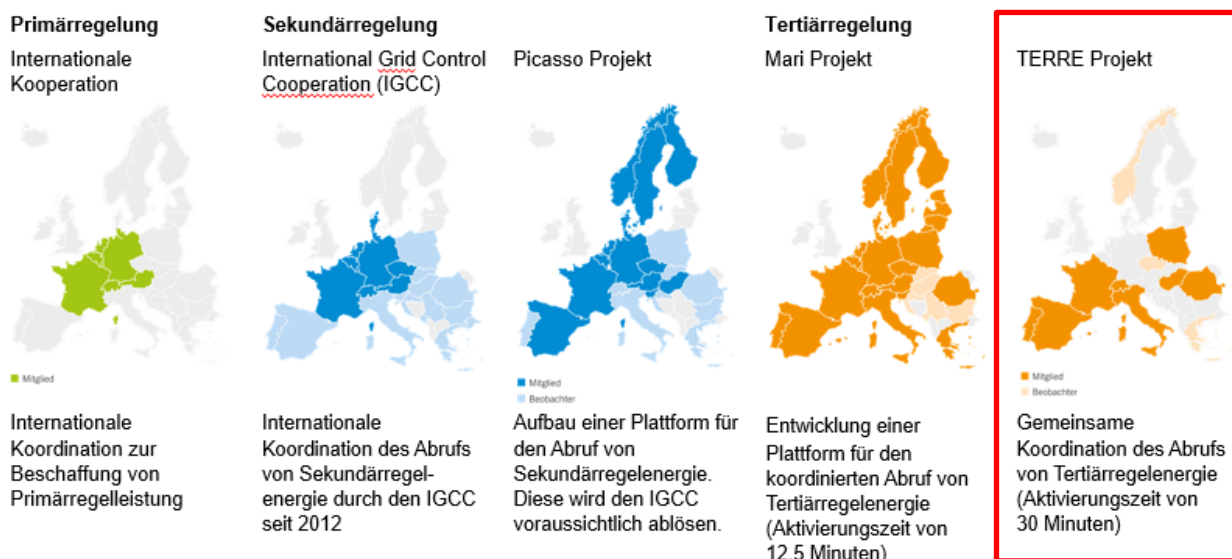 Primärregelung
Internationale
Kooperation
Mitglied
Internationale
Koordination zur
Beschaffung von
Primärregelleistung
Sekundärregelung
International Grid Control
Cooperation (IGCC)
Internationale
Koordination des Abrufs
von Sekundärregel-
energie durch den IGCC
seit 2012
Picasso Projekt
Mitglied
Beobachter
Aufbau einer Plattform für
den Abruf von
Sekundärregelenergie.
Diese wird den IGCC
voraussichtlich ablösen.
Tertiärregelung
Mari Projekt
Entwicklung einer
Plattform für den
koordinierten Abruf von
Tertiärregelenergie
(Aktivierungszeit von
12.5 Minuten)
TERRE Projekt
Mitglied
Beobachter
Gemeinsame
Koordination des Abrufs
von Tertiärregelenergie
(Aktivierungszeit von
30 Minuten)